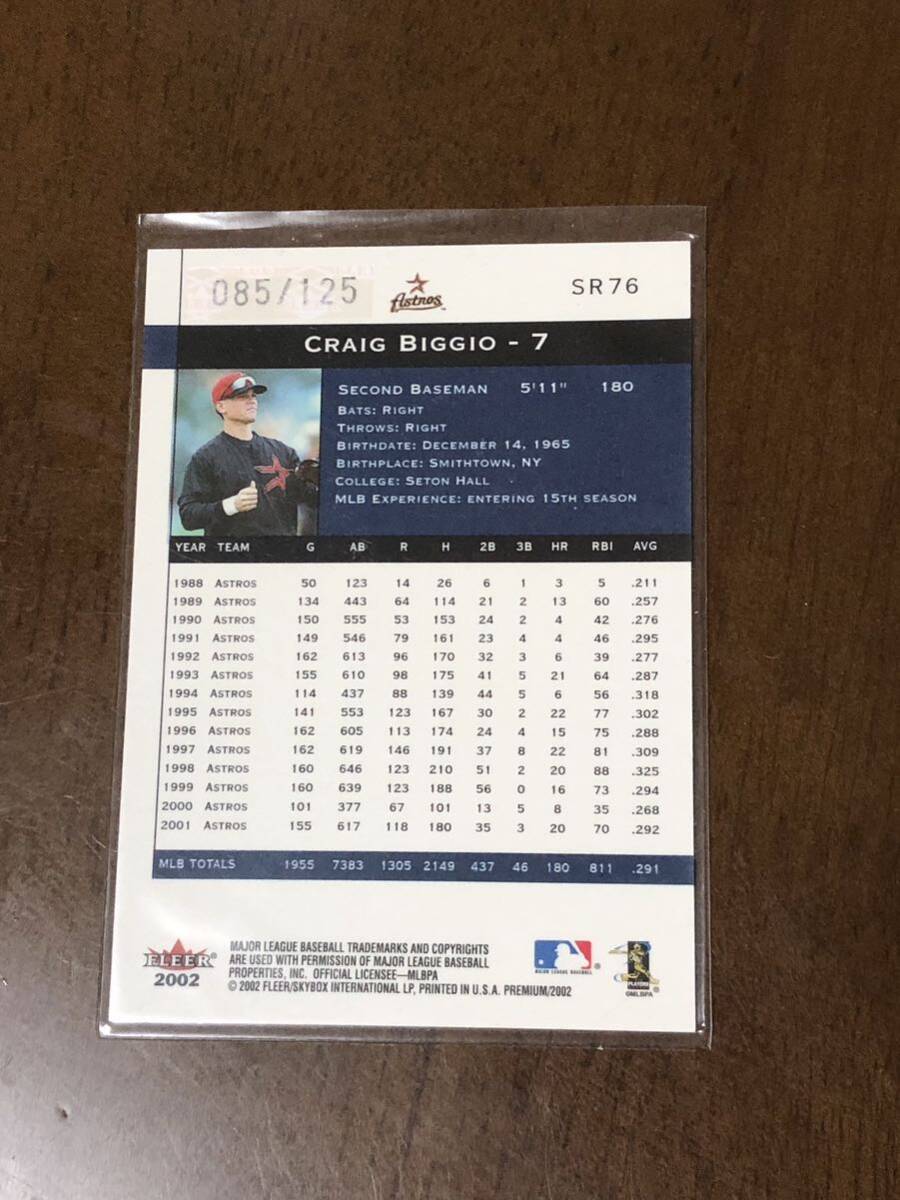 085/125
Astros
SR76
CRAIG BIGGIO - 7
SECOND BASEMAN 5'11" 180
BATS: RIGHT
THROWS: RIGHT
BIRTHDATE: DECEMBER 14, 1965
BIRTHPLACE: SMITHTOWN, NY
COLLEGE: SETON HALL
MLB EXPERIENCE: ENTERING 15TH SEASON
YEAR TEAM G AB R H 2B 3B HR RBI AVG
1988 ASTROS 50 123 14 26 6 1 3 5 .211
1989 ASTROS 134 443 64 114 21 2 13 60 .257
1990 ASTROS 150 555 53 153 24 2 4 42 .276
1991 ASTROS 149 546 79 161 23 4 4 46 .295
1992 ASTROS 162 613 96 170 32 3 6 39 .277
1993 ASTROS 155 610 98 175 41 5 21 64 .287
1994 ASTROS 114 437 88 139 44 5 6 56 .318
1995 ASTROS 141 553 123 167 30 2 22 77 .302
1996 ASTROS 162 605 113 174 24 4 15 75 .288
1997 ASTROS 162 619 146 191 37 8 22 81 .309
1998 ASTROS 160 646 123 210 51 2 20 88 .325
1999 ASTROS 160 639 123 188 56 0 16 73 .294
2000 ASTROS 101 377 67 101 13 5 8 35 .268
2001 ASTROS 155 617 118 180 35 3 20 70 .292
MLB TOTALS 1955 7383 1305 2149 437 46 180 811 .291
FLEER®
2002
MAJOR LEAGUE BASEBALL TRADEMARKS AND COPYRIGHTS
ARE USED WITH PERMISSION OF MAJOR LEAGUE BASEBALL
PROPERTIES, INC. OFFICIAL LICENSEE—MLBPA
© 2002 FLEER/SKYBOX INTERNATIONAL LP, PRINTED IN U.S.A. PREMIUM/2002
MAJOR LEAGUE BASEBALL ®
PLAYERS
©MLBPA